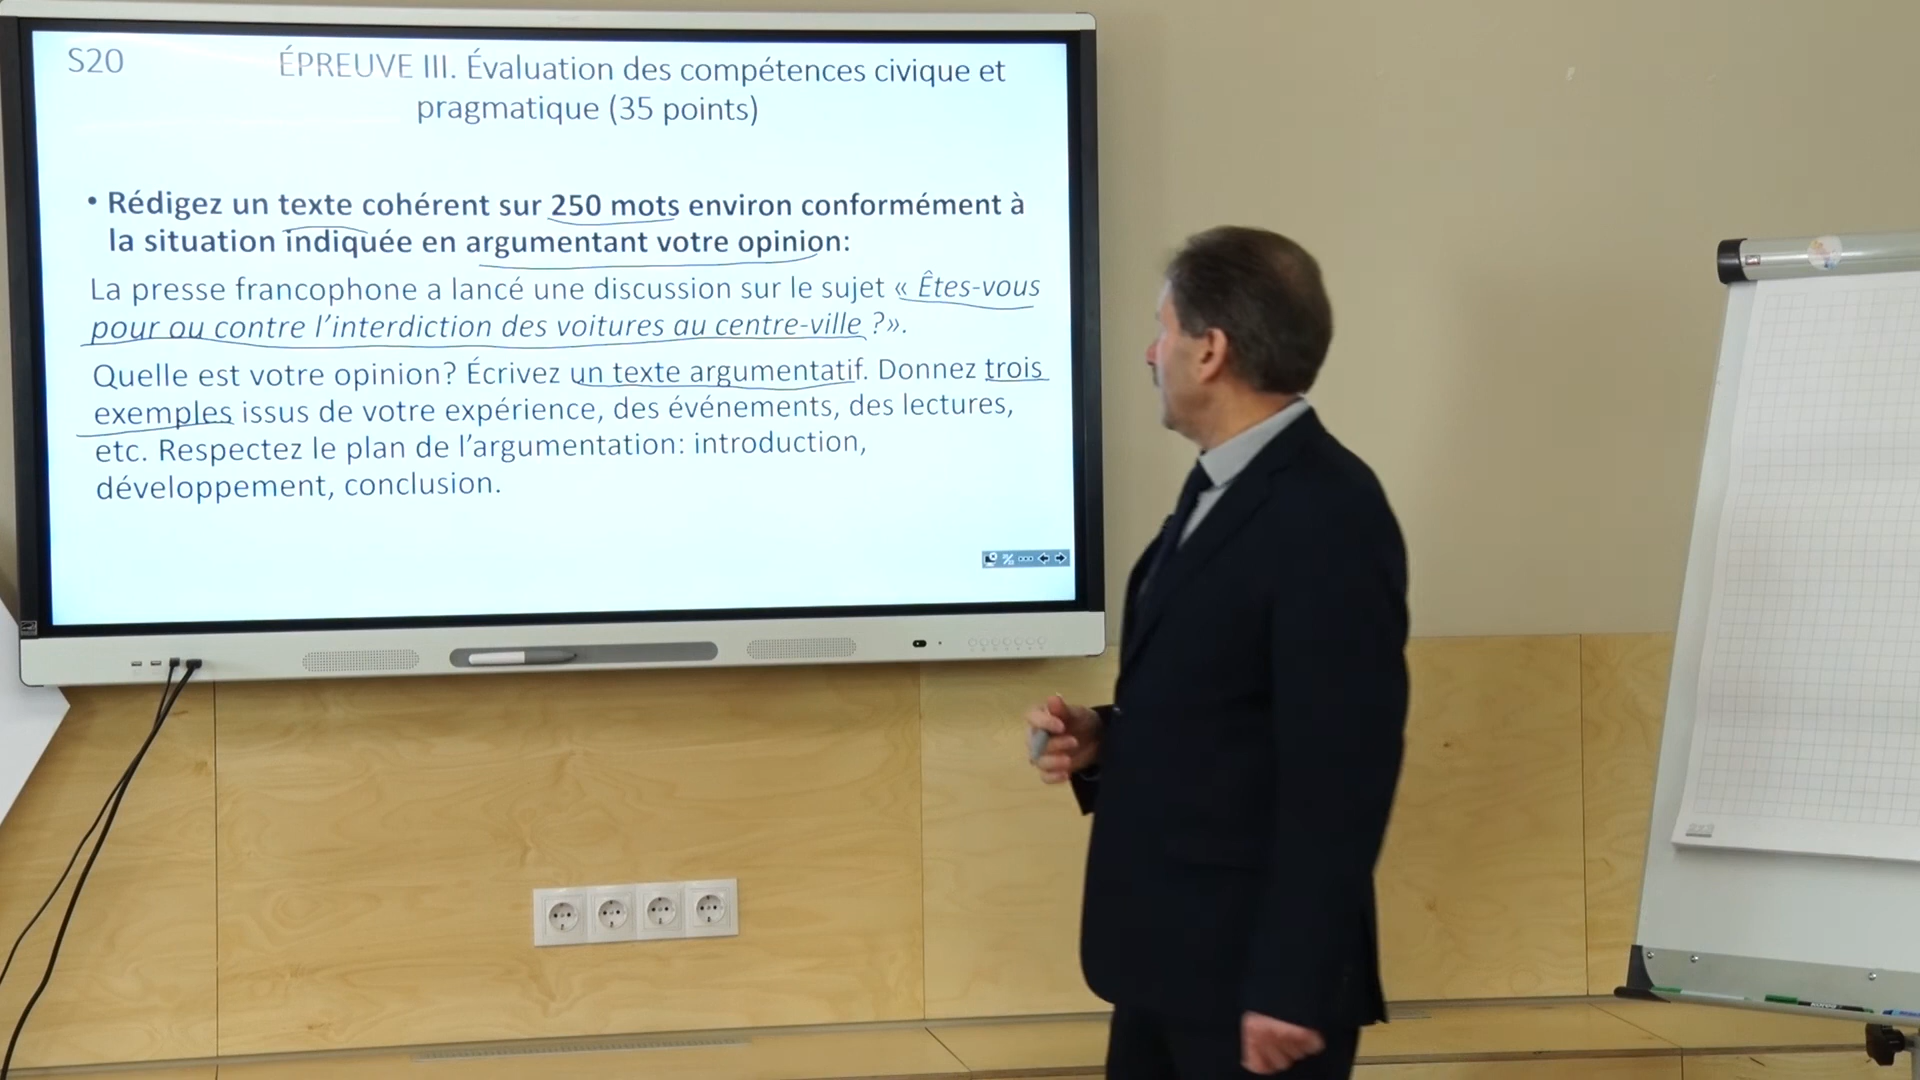 S20
ÉPREUVE III. Évaluation des compétences civique et
pragmatique (35 points)
• Rédigez un texte cohérent sur 250 mots environ conformément à
la situation indiquée en argumentant votre opinion:
La presse francophone a lancé une discussion sur le sujet « Êtes-vous
pour ou contre l’interdiction des voitures au centre-ville ?».
Quelle est votre opinion? Écrivez un texte argumentatif. Donnez trois
exemples issus de votre expérience, des événements, des lectures,
etc. Respectez le plan de l’argumentation: introduction,
développement, conclusion.